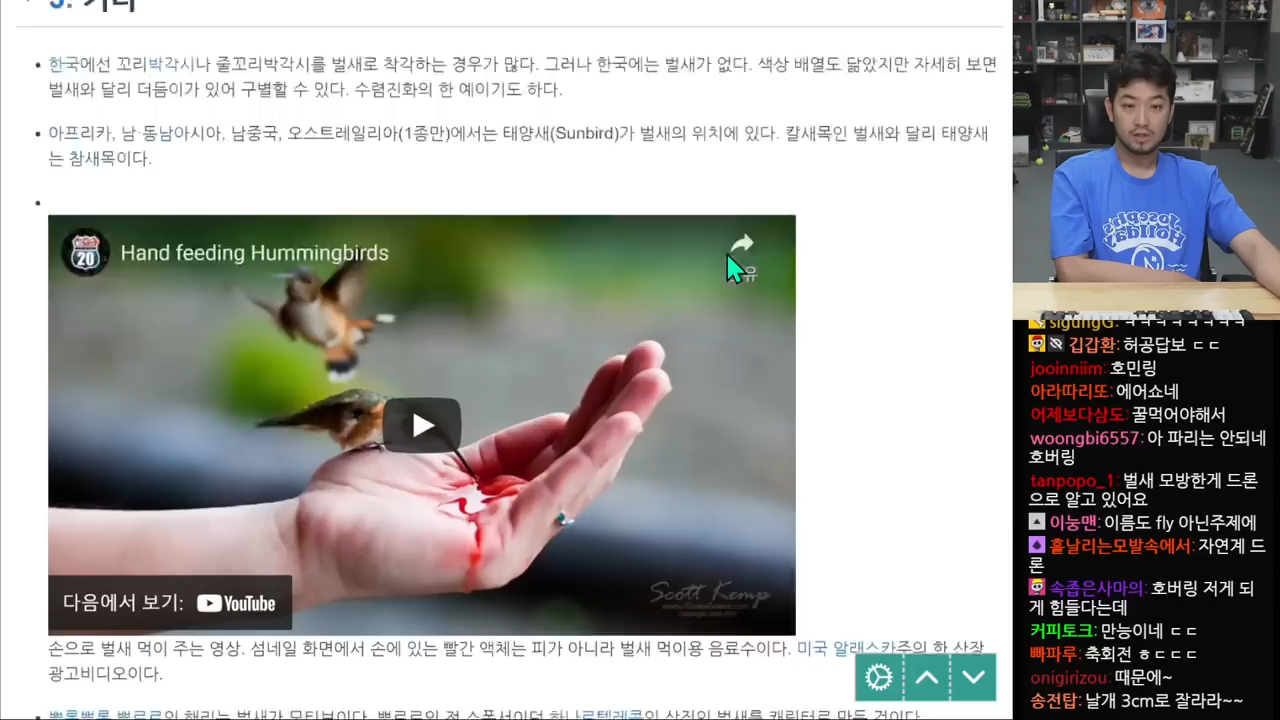 5. 기타
한국에선 꼬리박각시나 줄꼬리박각시를 벌새로 착각하는 경우가 많다. 그러나 한국에는 벌새가 없다. 색상 배열도 닮았지만 자세히 보면
벌새와 달리 더듬이가 있어 구별할 수 있다. 수렴진화의 한 예이기도 하다.
아프리카, 남·동남아시아, 남중국, 오스트레일리아(1종만)에서는 태양새(Sunbird)가 벌새의 위치에 있다. 칼새목인 벌새와 달리 태양새
는 참새목이다.
20
Hand feeding Hummingbirds
Scott Kemp
다음에서 보기: YouTube
손으로 벌새 먹이 주는 영상. 섬네일 화면에서 손에 있는 빨간 액체는 피가 아니라 벌새 먹이용 음료수이다. 미국 알래스카주의 한 산장
광고비디오이다.
Joseph's
Holiday
sigungG: ㅋㅋㅋㅋㅋㅋㅋㅋ
김갑환: 허공답보 ㄷㄷ
jooinniim: 호민링
아라따리또: 에어쇼네
어제보다삼도: 꿀먹어야해서
woongbi6557: 아 파리는 안되네
호버링
tanpopo_1: 벌새 모방한게 드론
으로 알고 있어요
이눙맨: 이름도 fly 아닌주제에
흩날리는모발속에서: 자연계 드
론
속좁은사마의: 호버링 저게 되
게 힘들다는데
커피토크: 만능이네 ㄷㄷ
빠파루: 축회전 ㅎㄷㄷㄷ
onigirizou: 때문에~
송전탑: 날개 3cm로 잘라라~~